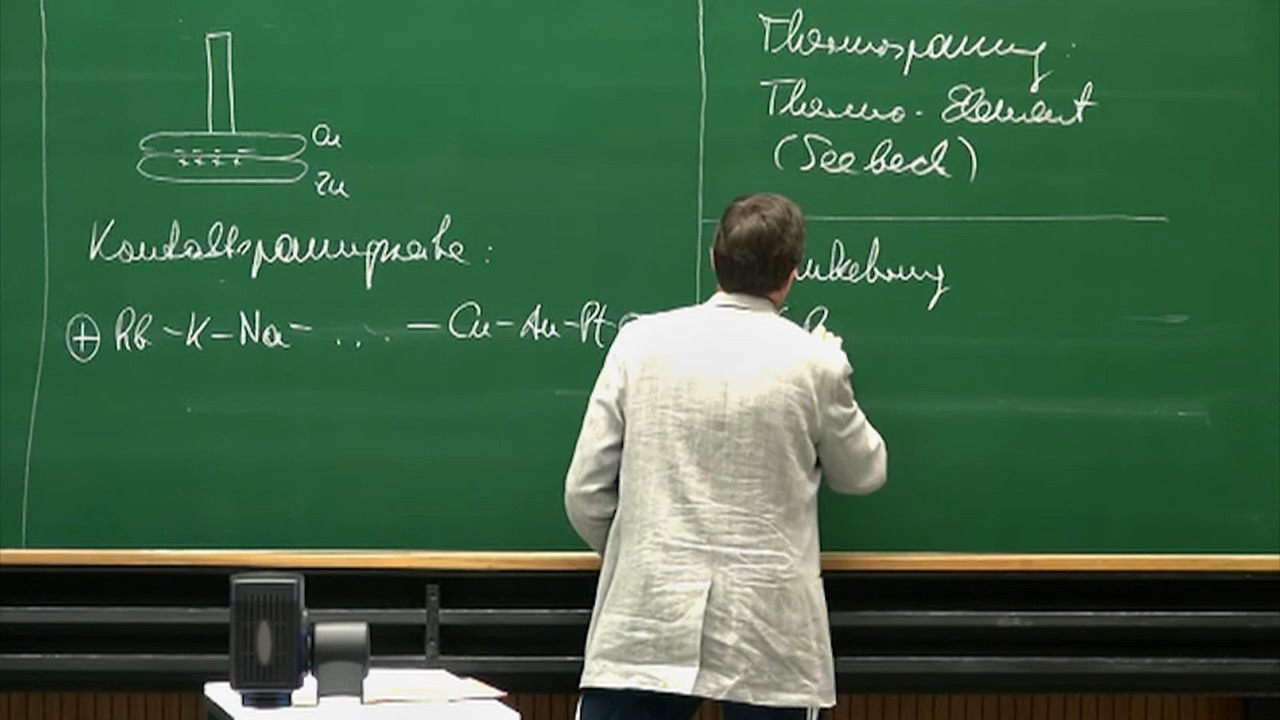 Cu
Zn
Kontaktspannungsreihe:
⊕ Rb - K - Na - ... - Cu - Au - Pt
Thermospannung:
Thermo-Element
(Seebeck)